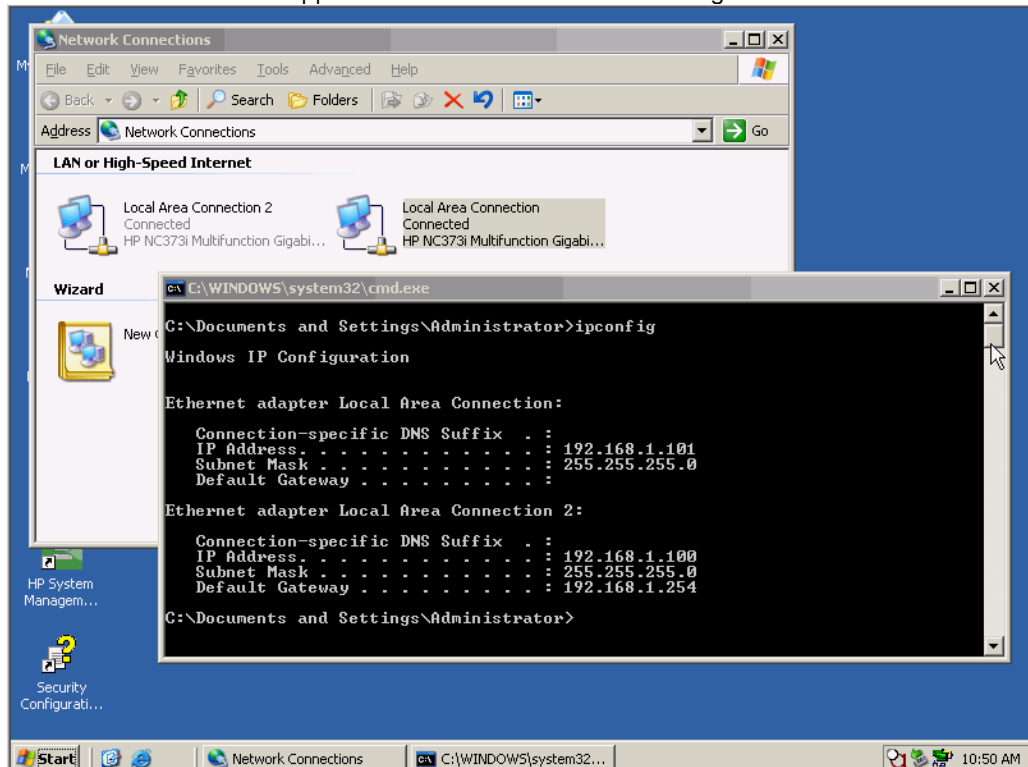 Network Connections
File Edit View Favorites Tools Advanced Help
Back Search Folders
Address Network Connections Go
LAN or High-Speed Internet
Local Area Connection 2
Connected
HP NC373i Multifunction Gigabi...
Local Area Connection
Connected
HP NC373i Multifunction Gigabi...
Wizard
New
C:\WINDOWS\system32\cmd.exe
C:\Documents and Settings\Administrator>ipconfig
Windows IP Configuration
Ethernet adapter Local Area Connection:
Connection-specific DNS Suffix . :
IP Address. . . . . . . . . . . . : 192.168.1.101
Subnet Mask . . . . . . . . . . . : 255.255.255.0
Default Gateway . . . . . . . . . :
Ethernet adapter Local Area Connection 2:
Connection-specific DNS Suffix . :
IP Address. . . . . . . . . . . . : 192.168.1.100
Subnet Mask . . . . . . . . . . . : 255.255.255.0
Default Gateway . . . . . . . . . : 192.168.1.254
C:\Documents and Settings\Administrator>
HP System
Managem...
Security
Configurati...
Start
Network Connections
C:\WINDOWS\system32...
10:50 AM